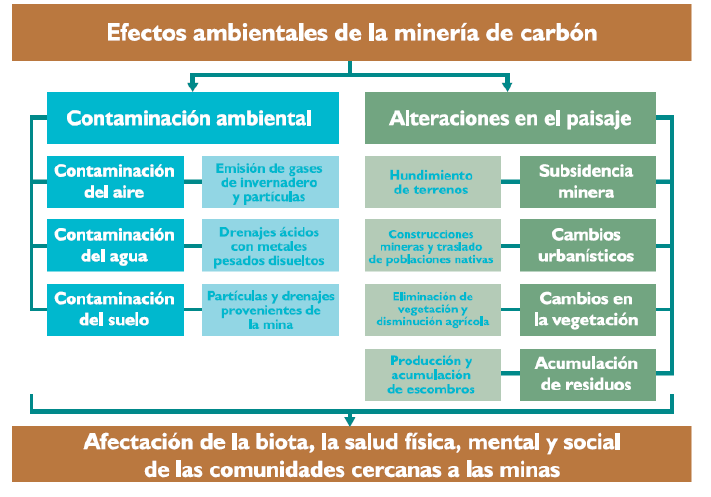 Efectos ambientales de la minería de carbón
Contaminación ambiental
Contaminación
del aire
Emisión de gases
de invernadero
y partículas
Contaminación
del agua
Drenajes ácidos
con metales
pesados disueltos
Contaminación
del suelo
Partículas y drenajes
provenientes de
la mina
Alteraciones en el paisaje
Hundimiento
de terrenos
Subsidencia
minera
Construcciones
mineras y traslado
de poblaciones nativas
Cambios
urbanísticos
Eliminación de
vegetación y
disminución agrícola
Cambios en
la vegetación
Producción y
acumulación
de escombros
Acumulación
de residuos
Afectación de la biota, la salud física, mental y social
de las comunidades cercanas a las minas